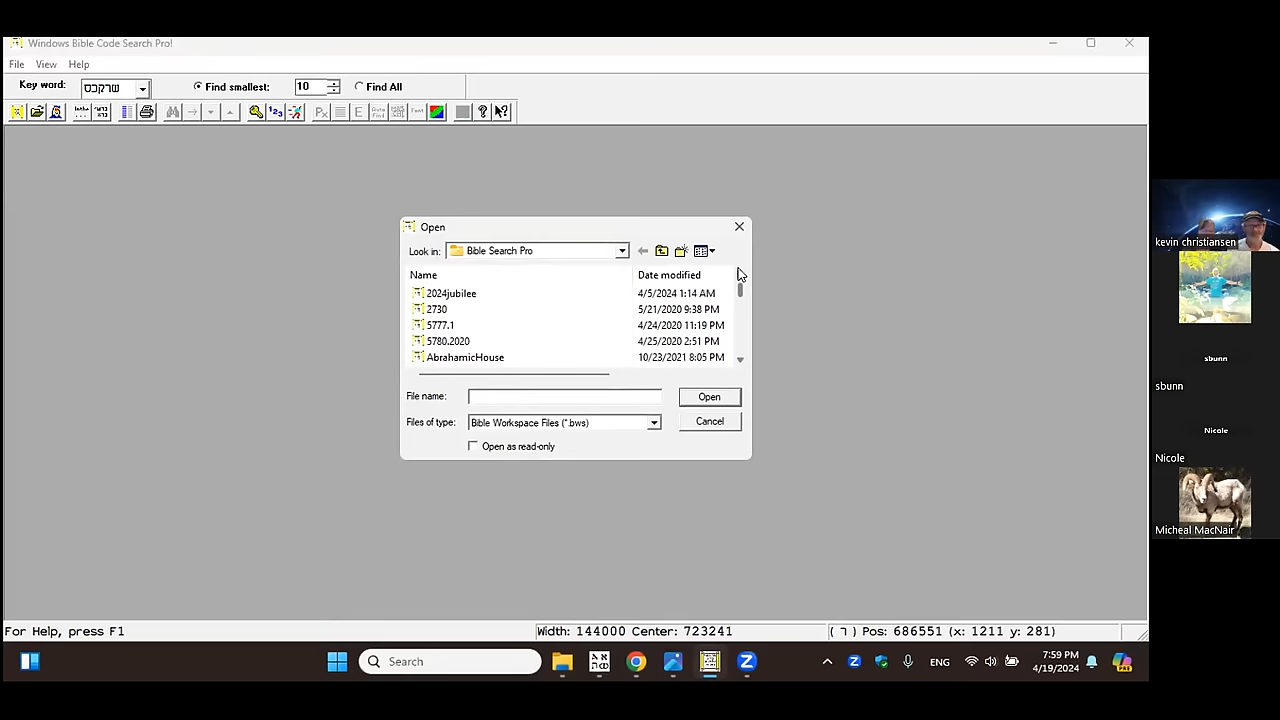 Windows Bible Code Search Pro!
File View Help
Key word: שרקכס Find smallest: 10 Find All
Open
Look in: Bible Search Pro
Name Date modified
2024jubilee 4/5/2024 1:14 AM
2730 5/21/2020 9:38 PM
5777.1 4/24/2020 11:19 PM
5780.2020 4/25/2020 2:51 PM
AbrahamicHouse 10/23/2021 8:05 PM
File name: Open
Files of type: Bible Workspace Files (*.bws) Cancel
Open as read-only
kevin christiansen
sbunn
sbunn
Nicole
Nicole
Micheal MacNair
For Help, press F1 Width: 144000 Center: 723241 ( ך ) Pos: 686551 (x: 1211 y: 281)
Search ENG 7:59 PM
4/19/2024